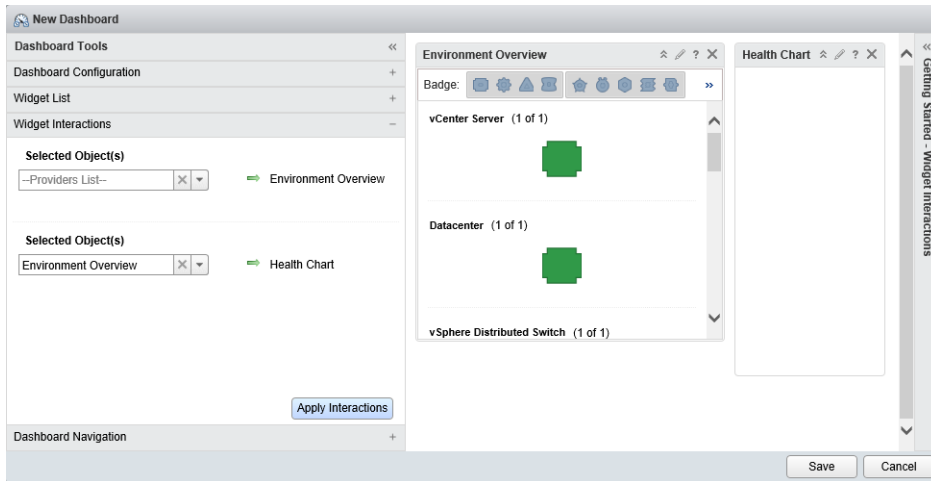 New Dashboard
Dashboard Tools «
Dashboard Configuration +
Widget List +
Widget Interactions −
Selected Object(s)
--Providers List-- Environment Overview
Selected Object(s)
Environment Overview Health Chart
Apply Interactions
Dashboard Navigation +
Environment Overview ?
Badge: »
vCenter Server (1 of 1)
Datacenter (1 of 1)
vSphere Distributed Switch (1 of 1)
Health Chart ?
« Getting Started - Widget Interactions
Save Cancel